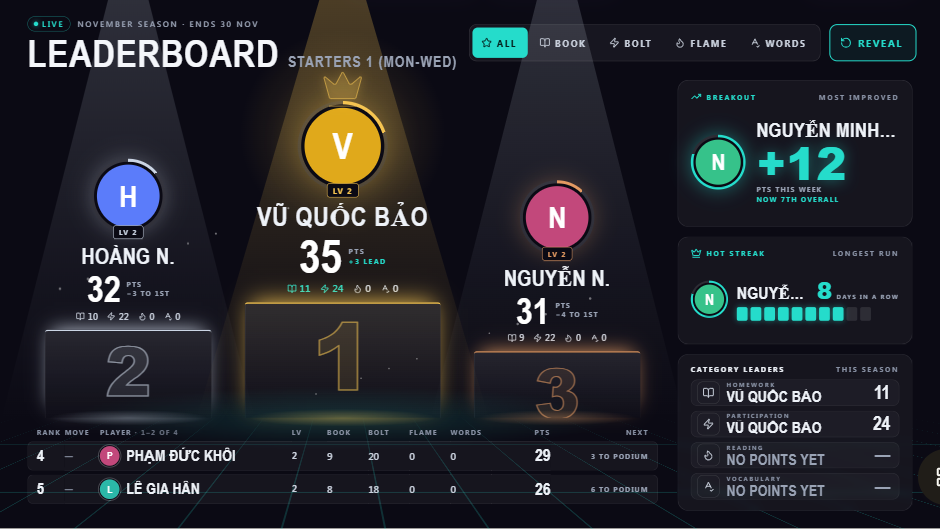 LIVE NOVEMBER SEASON · ENDS 30 NOV
LEADERBOARD STARTERS 1 (MON-WED)
ALL BOOK BOLT FLAME WORDS REVEAL
V
LV 2
VŨ QUỐC BẢO
35 PTS
+3 LEAD
11 24 0 0
1
H
LV 2
HOÀNG N.
32 PTS
−3 TO 1ST
10 22 0 0
2
N
LV 2
NGUYỄN N.
31 PTS
−4 TO 1ST
9 22 0 0
3
RANK MOVE PLAYER · 1–2 OF 4 LV BOOK BOLT FLAME WORDS PTS NEXT
4 — P PHẠM ĐỨC KHÔI 2 9 20 0 0 29 3 TO PODIUM
5 — L LÊ GIA HÂN 2 8 18 0 0 26 6 TO PODIUM
BREAKOUT MOST IMPROVED
N
NGUYỄN MINH...
+12
PTS THIS WEEK
NOW 7TH OVERALL
HOT STREAK LONGEST RUN
N NGUYỄ... 8 DAYS IN A ROW
CATEGORY LEADERS THIS SEASON
HOMEWORK
VŨ QUỐC BẢO 11
PARTICIPATION
VŨ QUỐC BẢO 24
READING
NO POINTS YET —
VOCABULARY
NO POINTS YET —